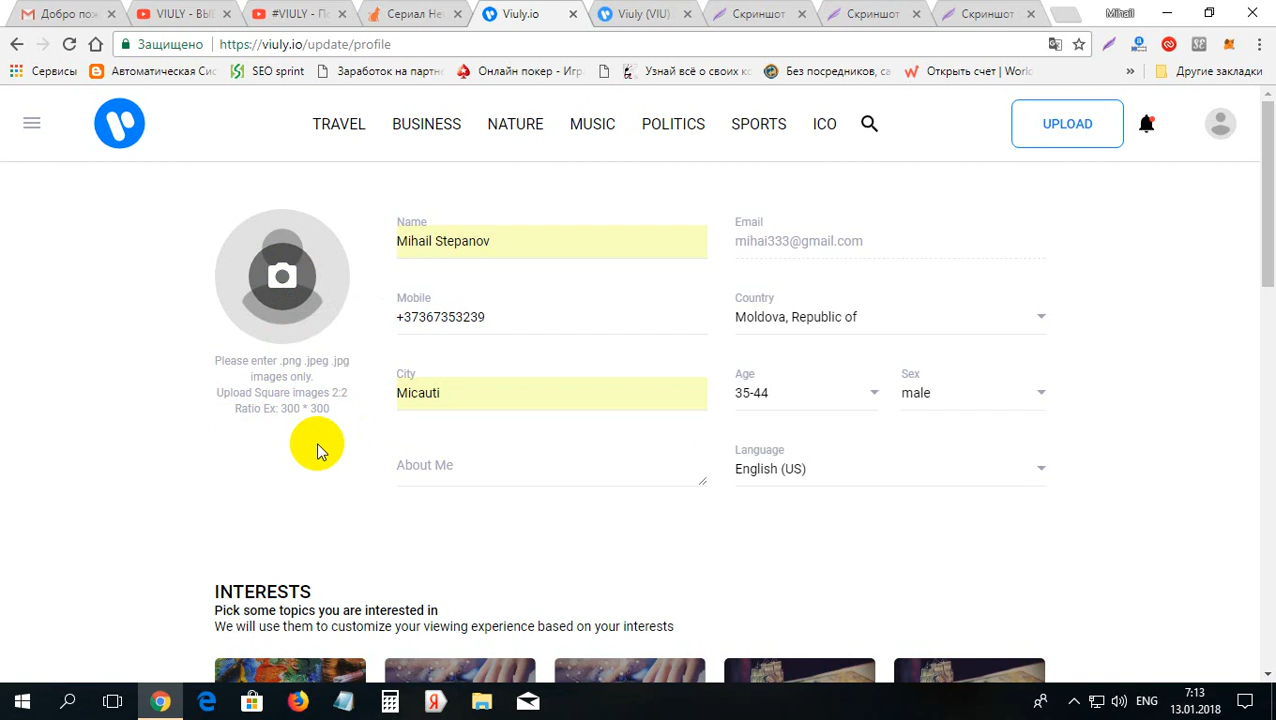 Добро пож
VIULY - ВЫВ
#VIULY - По
Сериал Не
Viuly.io
Viuly (VIU)
Скриншот
Скриншот
Скриншот
Mihail
Защищено
https://viuly.io/update/profile
Сервисы
Автоматическая Сис
SEO sprint
Заработок на партн
Онлайн покер - Игр
Узнай всё о своих кс
Без посредников, са
Открыть счет | Worl
»
Другие закладки
TRAVEL
BUSINESS
NATURE
MUSIC
POLITICS
SPORTS
ICO
UPLOAD
Name
Mihail Stepanov
Email
mihai333@gmail.com
Mobile
+37367353239
Country
Moldova, Republic of
Please enter .png .jpeg .jpg
images only.
Upload Square images 2:2
Ratio Ex: 300 * 300
City
Micauti
Age
35-44
Sex
male
About Me
Language
English (US)
INTERESTS
Pick some topics you are interested in
We will use them to customize your viewing experience based on your interests
ENG
7:13
13.01.2018